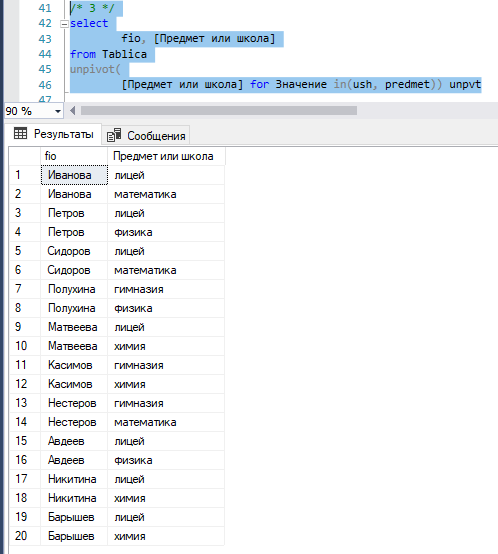 41 /* 3 */
42 select
43 fio, [Предмет или школа]
44 from Tablica
45 unpivot(
46 [Предмет или школа] for Значение in(ush, predmet)) unpvt
47
90 %
Результаты Сообщения
fio Предмет или школа
1 Иванова лицей
2 Иванова математика
3 Петров лицей
4 Петров физика
5 Сидоров лицей
6 Сидоров математика
7 Полухина гимназия
8 Полухина физика
9 Матвеева лицей
10 Матвеева химия
11 Касимов гимназия
12 Касимов химия
13 Нестеров гимназия
14 Нестеров математика
15 Авдеев лицей
16 Авдеев физика
17 Никитина лицей
18 Никитина химия
19 Барышев лицей
20 Барышев химия